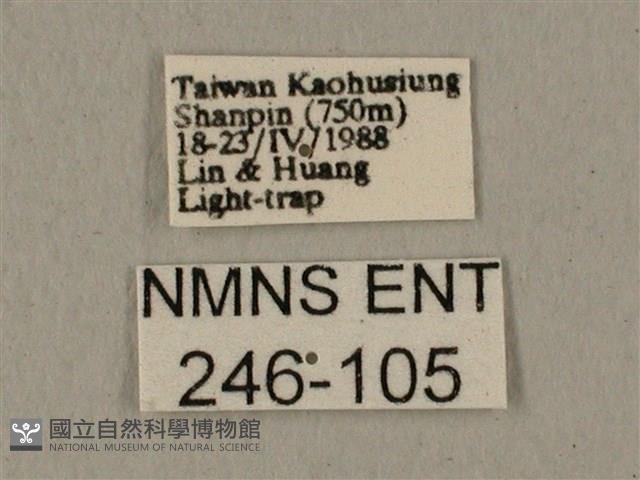 Taiwan Kaohusiung
Shanpin (750m)
18-23/IV/1988
Lin & Huang
Light-trap
NMNS ENT
246-105
國立自然科學博物館
NATIONAL MUSEUM OF NATURAL SCIENCE